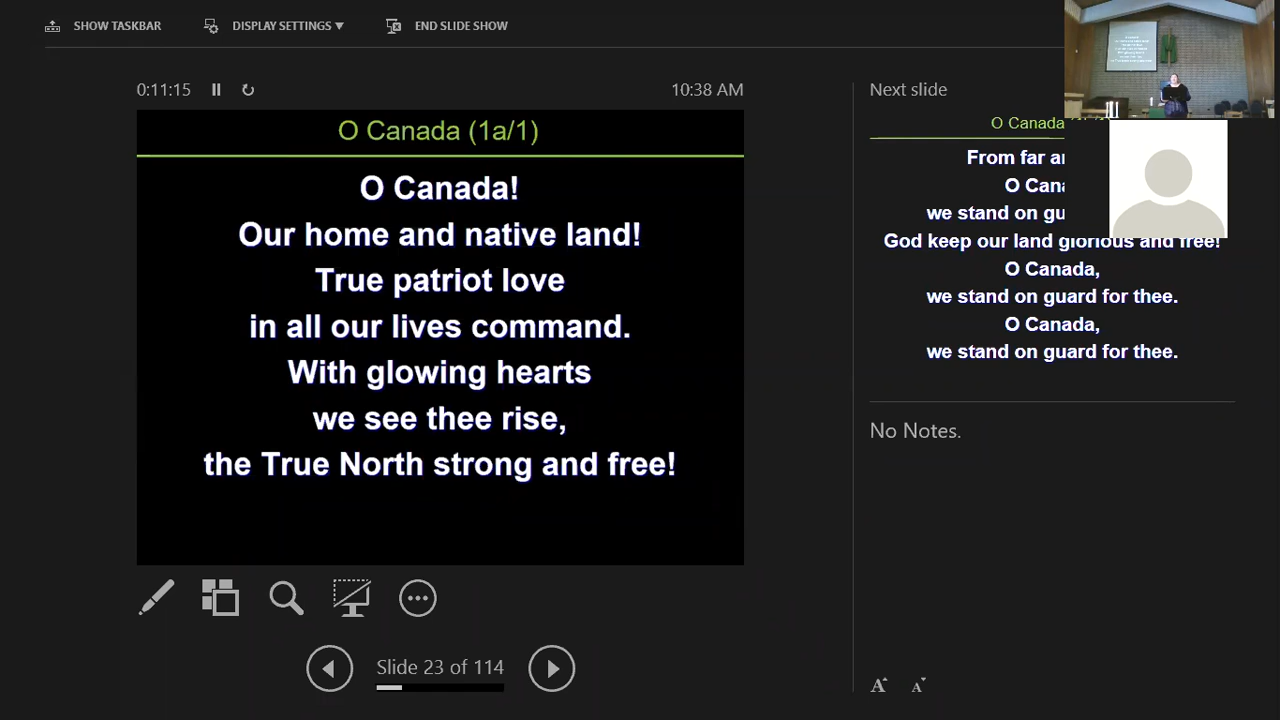 SHOW TASKBAR
DISPLAY SETTINGS ▼
END SLIDE SHOW
0:11:15
10:38 AM
O Canada (1a/1)
O Canada!
Our home and native land!
True patriot love
in all our lives command.
With glowing hearts
we see thee rise,
the True North strong and free!
Slide 23 of 114
Next slide
O Canada
From far
O
we stand on
God keep our land glorious and free!
O Canada,
we stand on guard for thee.
O Canada,
we stand on guard for thee.
No Notes.
A A